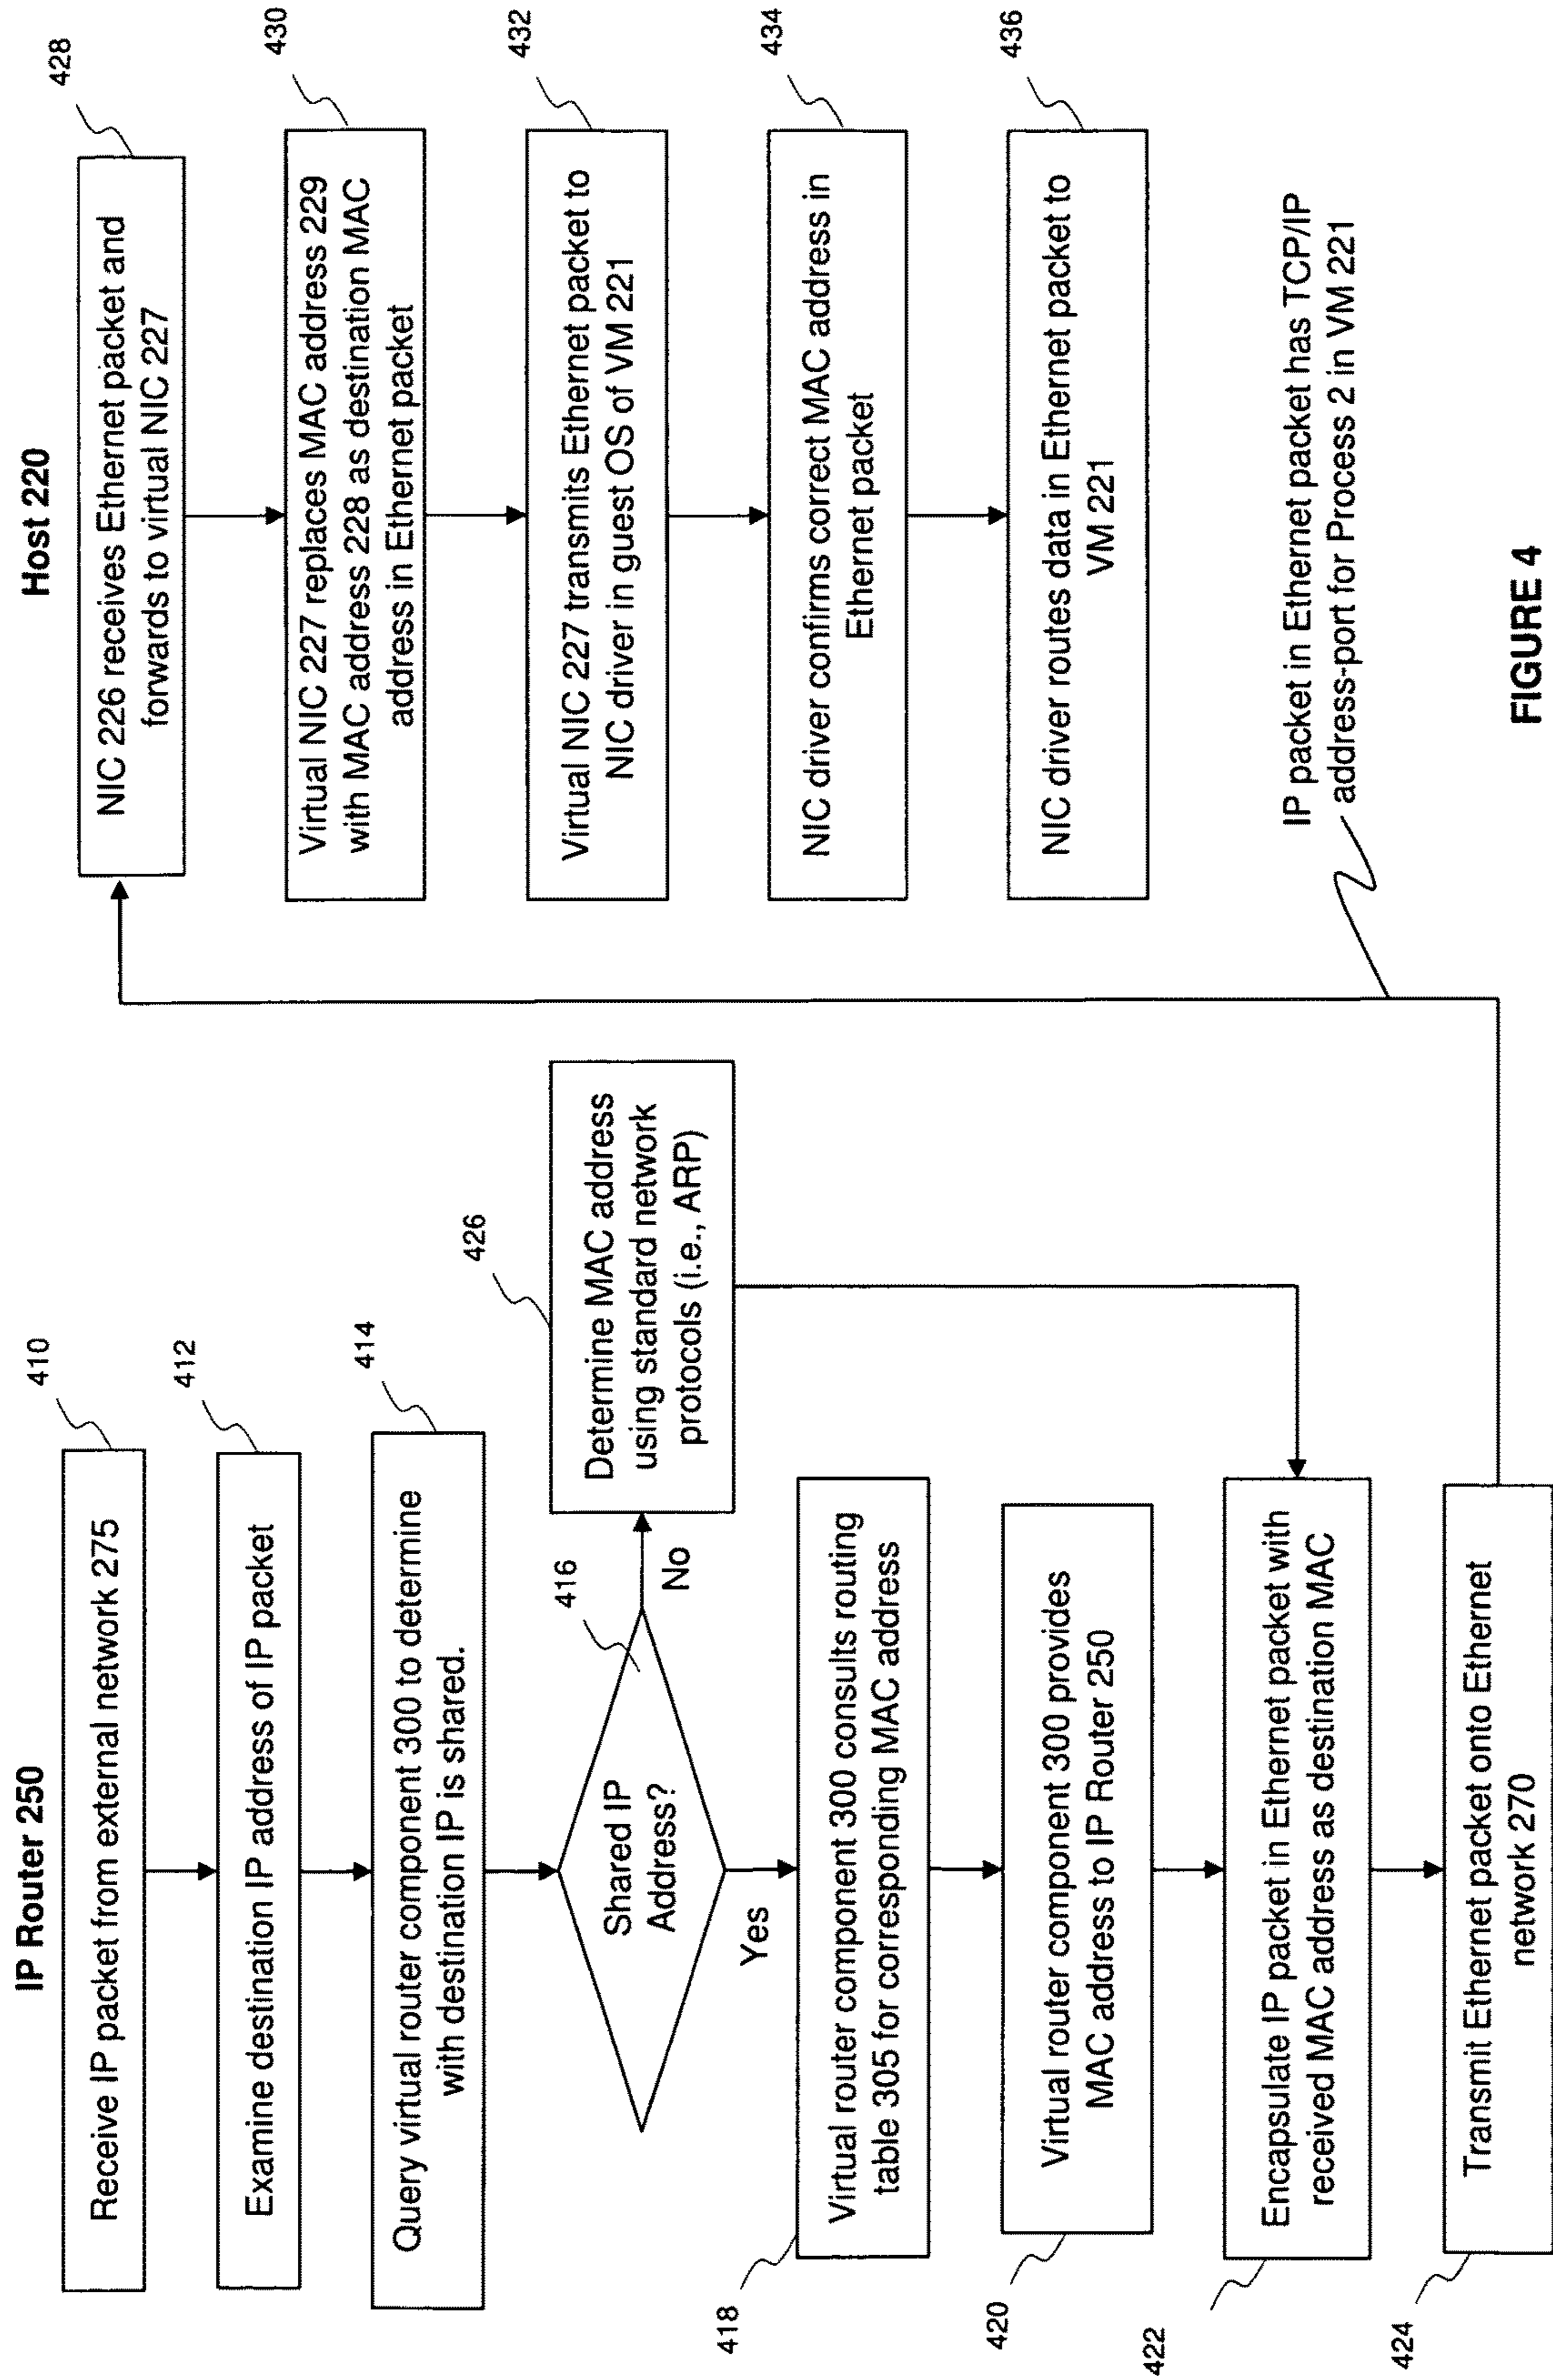 IP Router 250
410
Receive IP packet from external network 275
412
Examine destination IP address of IP packet
414
Query virtual router component 300 to determine
with destination IP is shared.
416
Shared IP
Address?
No
Yes
426
Determine MAC address
using standard network
protocols (i.e., ARP)
418
Virtual router component 300 consults routing
table 305 for corresponding MAC address
420
Virtual router component 300 provides
MAC address to IP Router 250
422
Encapsulate IP packet in Ethernet packet with
received MAC address as destination MAC
424
Transmit Ethernet packet onto Ethernet
network 270
Host 220
428
NIC 226 receives Ethernet packet and
forwards to virtual NIC 227
430
Virtual NIC 227 replaces MAC address 229
with MAC address 228 as destination MAC
address in Ethernet packet
432
Virtual NIC 227 transmits Ethernet packet to
NIC driver in guest OS of VM 221
434
NIC driver confirms correct MAC address in
Ethernet packet
436
NIC driver routes data in Ethernet packet to
VM 221
IP packet in Ethernet packet has TCP/IP
address-port for Process 2 in VM 221
FIGURE 4